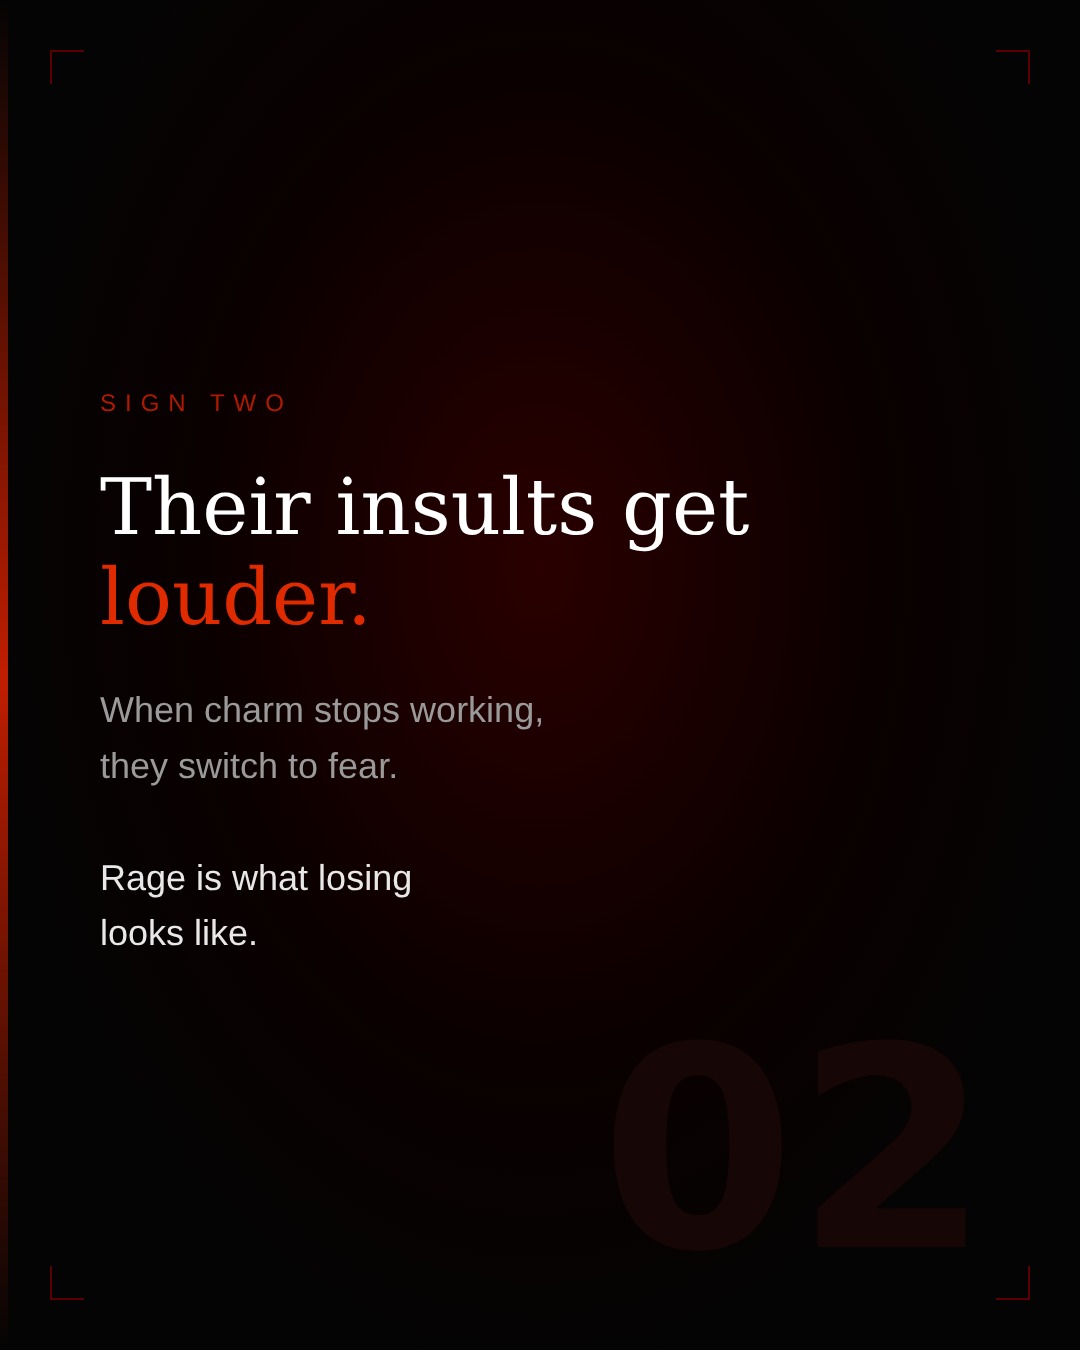 SIGN TWO
Their insults get
louder.
When charm stops working,
they switch to fear.
Rage is what losing
looks like.
02